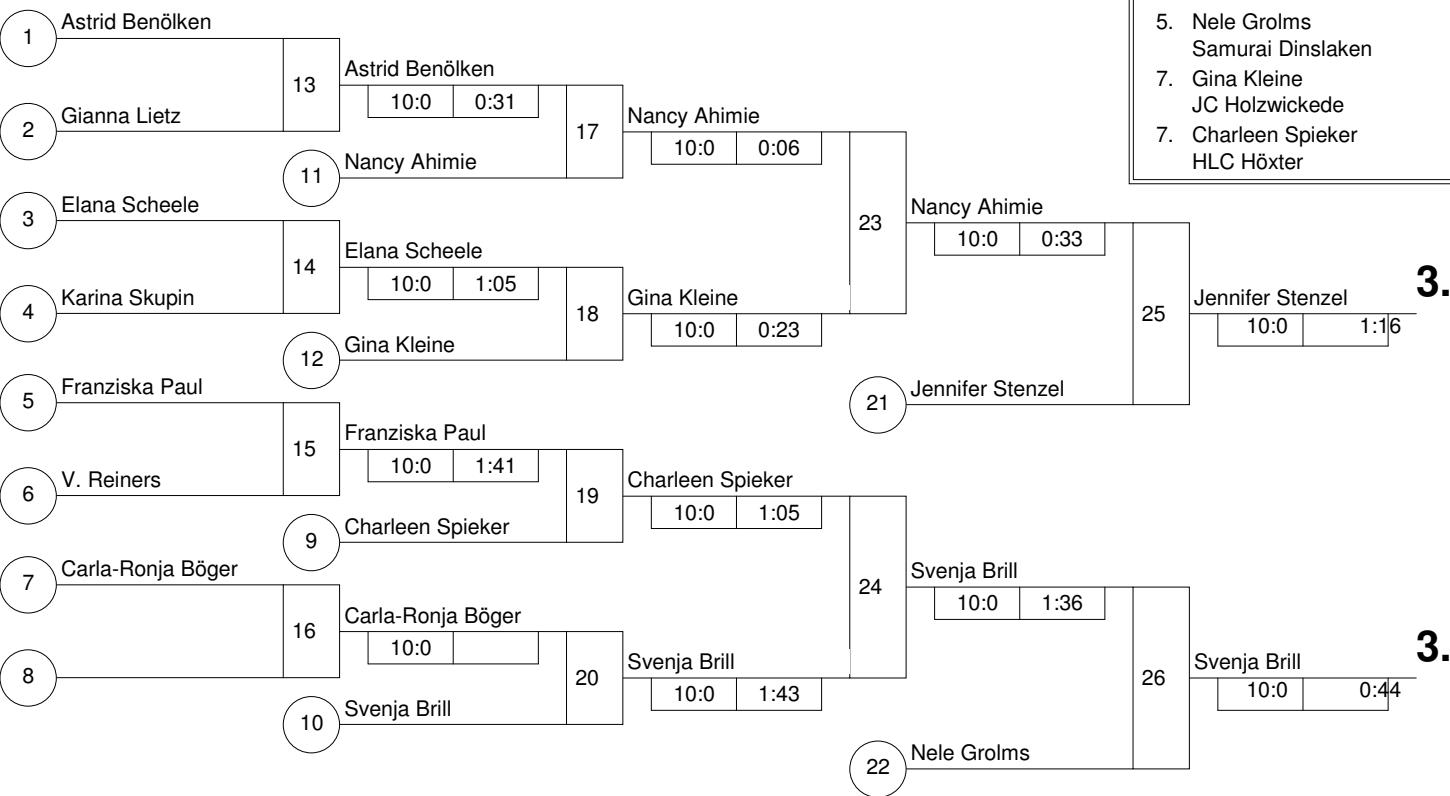 1 Astrid Benölken
13
Astrid Benölken
10:0 0:31
2 Gianna Lietz
17
Nancy Ahimie
10:0 0:06
11 Nancy Ahimie
3 Elana Scheele
14
Elana Scheele
10:0 1:05
4 Karina Skupin
18
Gina Kleine
10:0 0:23
12 Gina Kleine
23
Nancy Ahimie
10:0 0:33
25
Jennifer Stenzel
10:0 1:16
3.
21 Jennifer Stenzel
5 Franziska Paul
15
Franziska Paul
10:0 1:41
6 V. Reiners
19
Charleen Spieker
10:0 1:05
9 Charleen Spieker
7 Carla-Ronja Böger
16
Carla-Ronja Böger
10:0
8
20
Svenja Brill
10:0 1:43
10 Svenja Brill
24
Svenja Brill
10:0 1:36
26
Svenja Brill
10:0 0:44
3.
22 Nele Grolms
5. Nele Grolms
Samurai Dinslaken
7. Gina Kleine
JC Holzwickede
7. Charleen Spieker
HLC Höxter